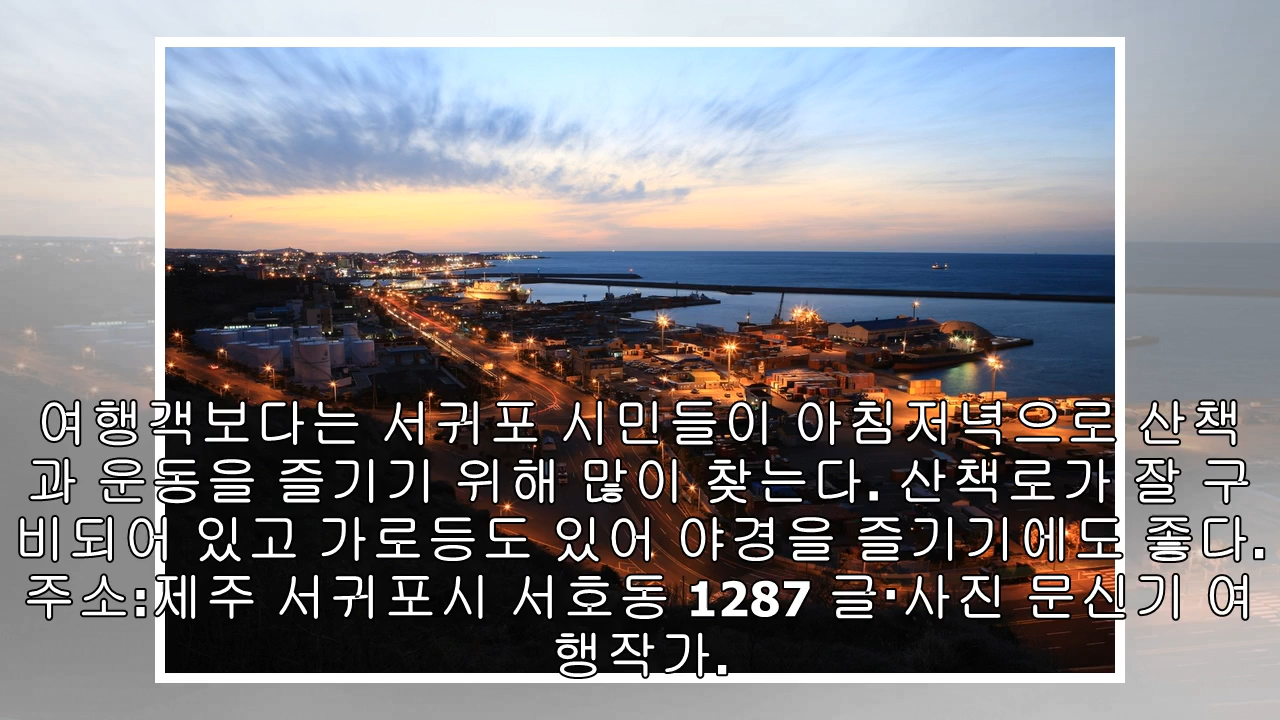 여행객보다는 서귀포 시민들이 아침저녁으로 산책
과 운동을 즐기기 위해 많이 찾는다. 산책로가 잘 구
비되어 있고 가로등도 있어 야경을 즐기기에도 좋다.
주소:제주 서귀포시 서호동 1287 글·사진 문신기 여
행작가.